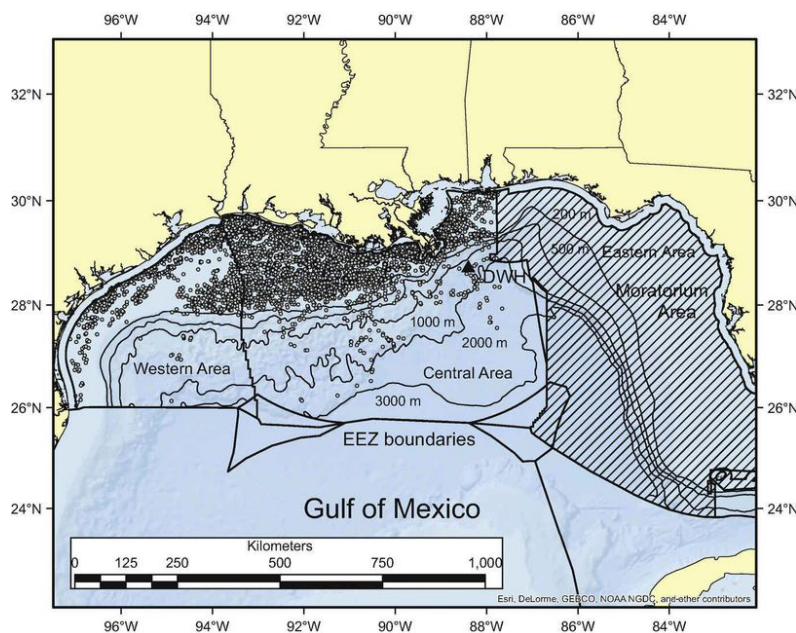 96°W 94°W 92°W 90°W 88°W 86°W 84°W
32°N 32°N
30°N 30°N
200 m
500 m Eastern Area
DWH
28°N Moratorium 28°N
Area
1000 m
2000 m
Western Area Central Area
3000 m
26°N 26°N
EEZ boundaries
24°N Gulf of Mexico 24°N
Kilometers
0 125 250 500 750 1,000
Esri, DeLorme, GEBCO, NOAA NGDC, and other contributors
96°W 94°W 92°W 90°W 88°W 86°W 84°W